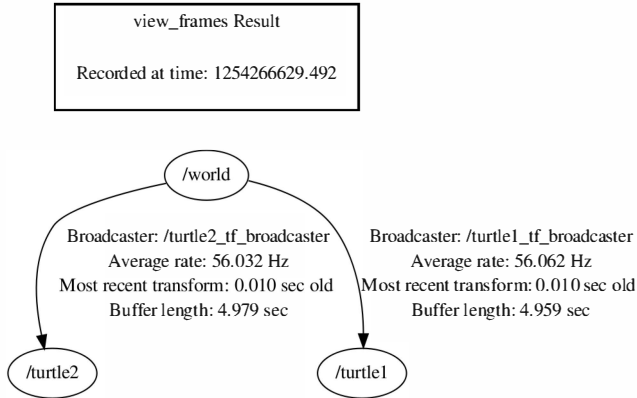 view_frames Result
Recorded at time: 1254266629.492
/world
Broadcaster: /turtle2_tf_broadcaster
Average rate: 56.032 Hz
Most recent transform: 0.010 sec old
Buffer length: 4.979 sec
Broadcaster: /turtle1_tf_broadcaster
Average rate: 56.062 Hz
Most recent transform: 0.010 sec old
Buffer length: 4.959 sec
/turtle2
/turtle1